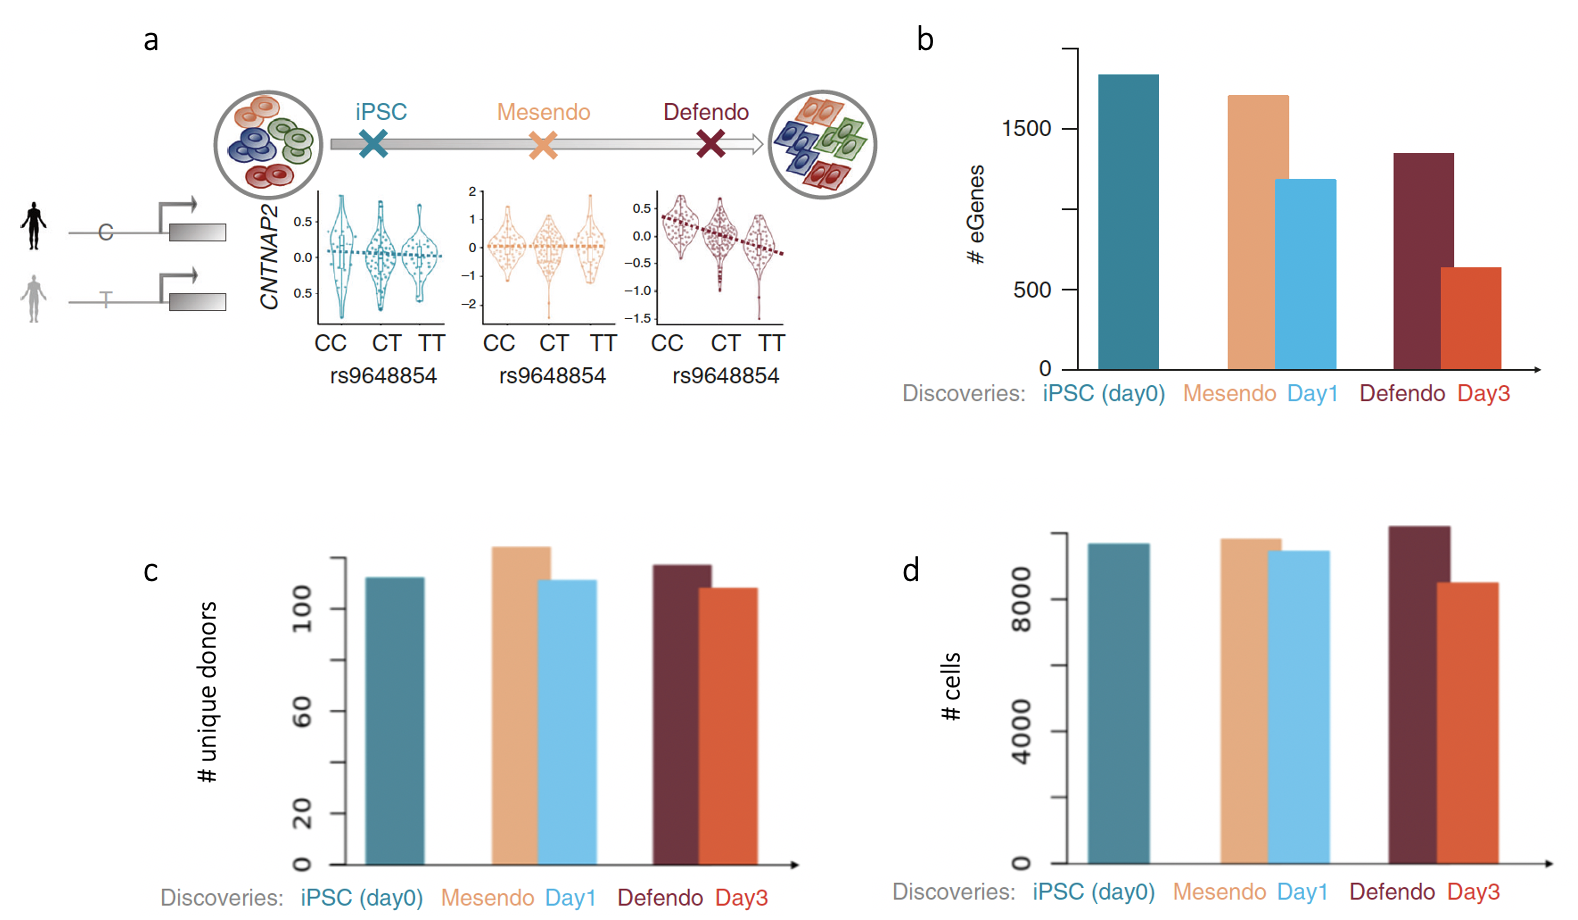 a
iPSC Mesendo Defendo
C
T
CNTNAP2
0.5
0.0
0.5
2
1
0
−1
−2
0.5
0.0
−0.5
−1.0
−1.5
CC CT TT
rs9648854
CC CT TT
rs9648854
CC CT TT
rs9648854
b
# eGenes
1500
500
0
Discoveries: iPSC (day0) Mesendo Day1 Defendo Day3
c
# unique donors
100
60
20
0
Discoveries: iPSC (day0) Mesendo Day1 Defendo Day3
d
# cells
8000
4000
0
Discoveries: iPSC (day0) Mesendo Day1 Defendo Day3